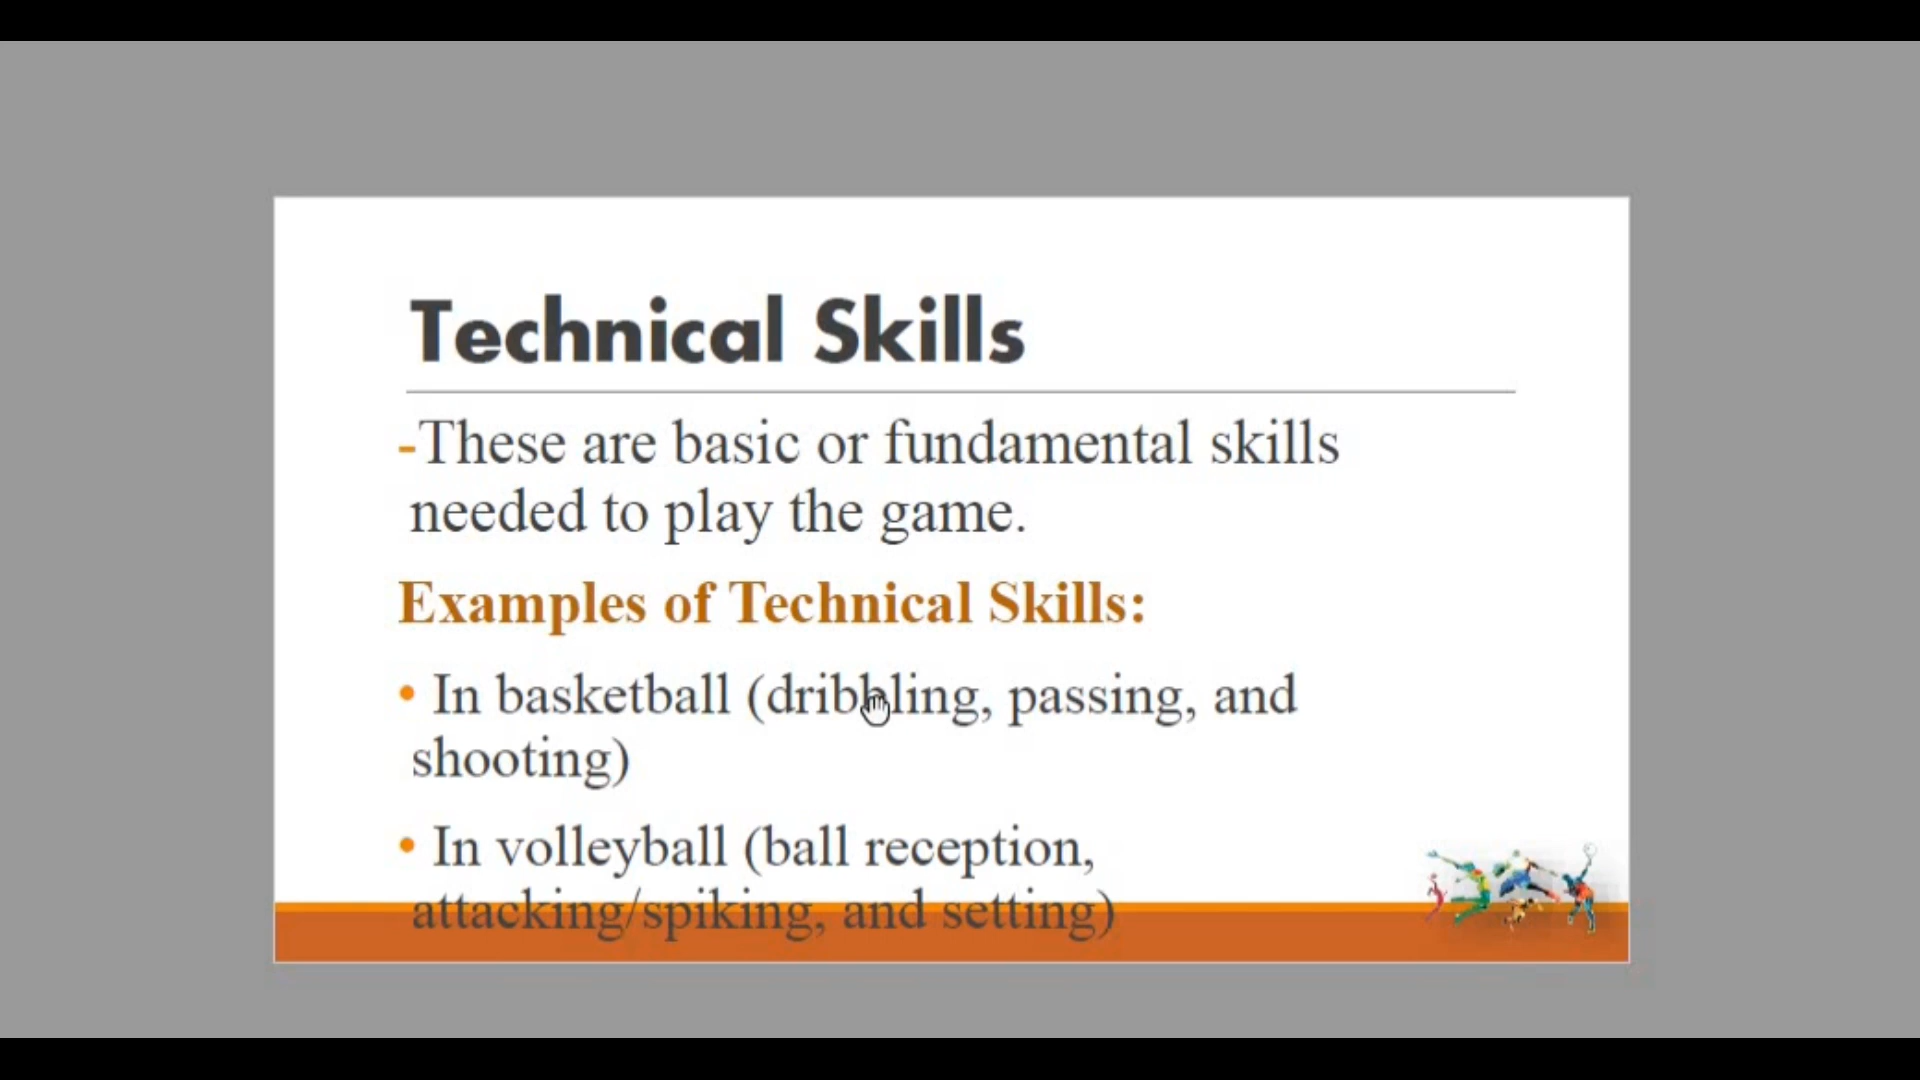 Technical Skills
-These are basic or fundamental skills
needed to play the game.
Examples of Technical Skills:
• In basketball (dribbling, passing, and
shooting)
• In volleyball (ball reception,
attacking/spiking, and setting)